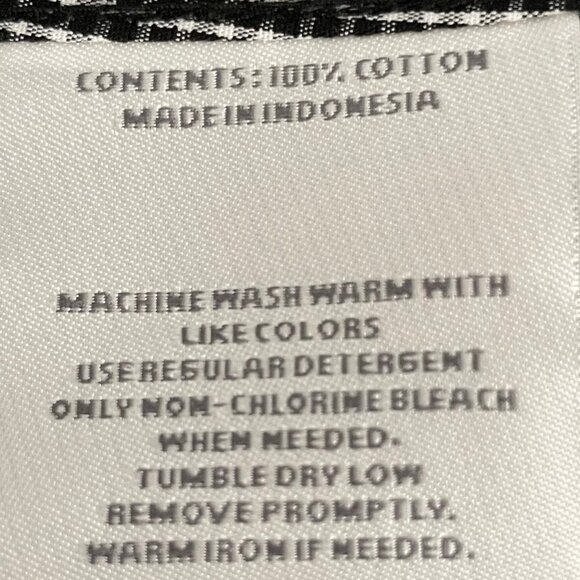 CONTENTS:100% COTTON
MADE IN INDONESIA
MACHINE WASH WARM WITH
LIKE COLORS
USE REGULAR DETERGENT
ONLY NON-CHLORINE BLEACH
WHEN NEEDED.
TUMBLE DRY LOW
REMOVE PROMPTLY.
WARM IRON IF NEEDED.